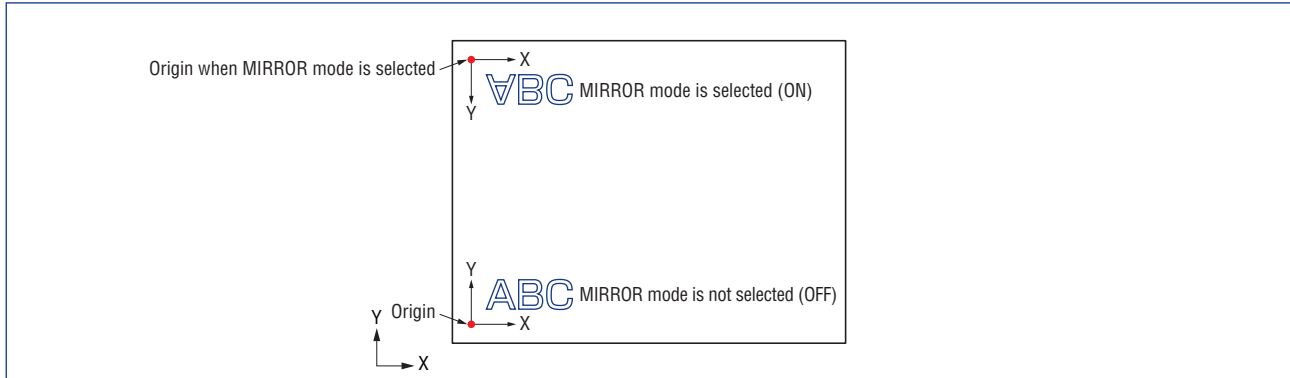 Origin when MIRROR mode is selected
X
Y
ABC MIRROR mode is selected (ON)
Y
ABC MIRROR mode is not selected (OFF)
Origin
X
Y
X